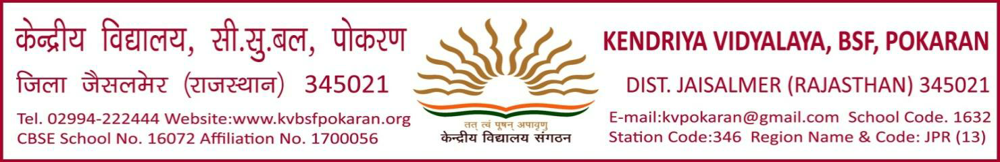 केन्द्रीय विद्यालय, सी.सु.बल, पोकरण
जिला जैसलमेर (राजस्थान) 345021
Tel. 02994-222444 Website:www.kvbsfpokaran.org
CBSE School No. 16072 Affiliation No. 1700056
तत् त्वं पूषन् अपावृणु
केन्द्रीय विद्यालय संगठन
KENDRIYA VIDYALAYA, BSF, POKARAN
DIST. JAISALMER (RAJASTHAN) 345021
E-mail:kvpokaran@gmail.com School Code. 1632
Station Code:346 Region Name & Code: JPR (13)